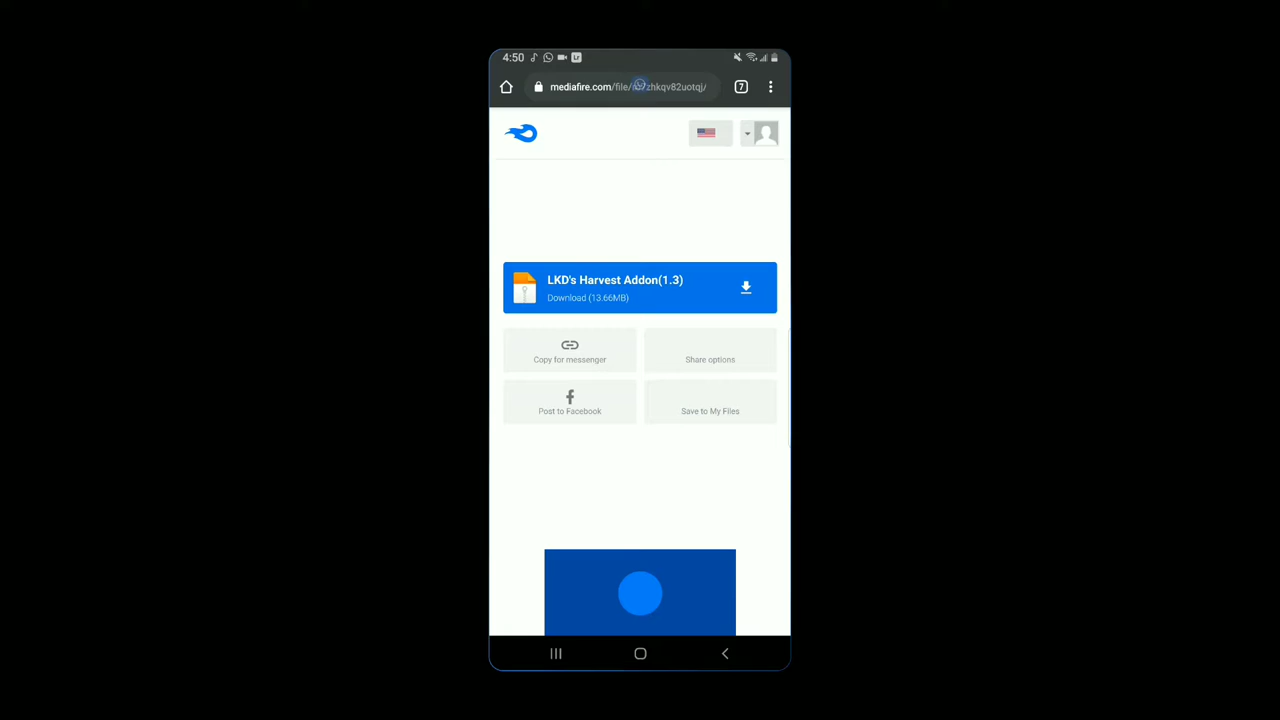 4:50
mediafire.com/file/
7
LKD's Harvest Addon(1.3)
Download (13.66MB)
Copy for messenger
Share options
Post to Facebook
Save to My Files